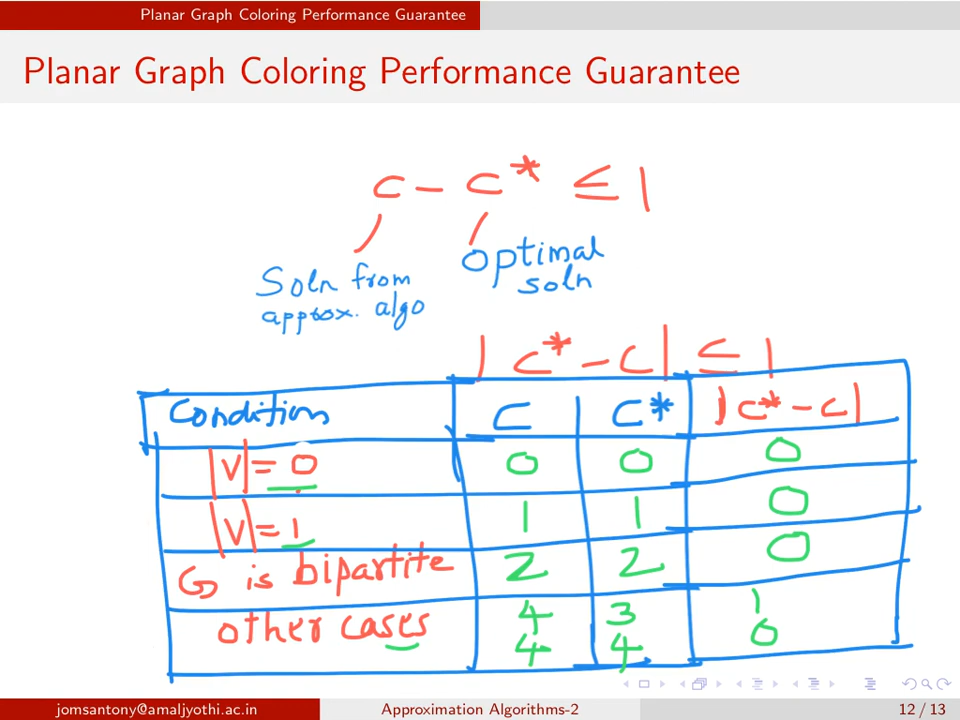 Planar Graph Coloring Performance Guarantee
Planar Graph Coloring Performance Guarantee
c - c* ≤ 1
Soln from approx. algo
optimal soln
|c* - c| ≤ 1
Condition C C* |c* - c|
|V| = 0 0 0 0
|V| = 1 1 1 0
G is bipartite 2 2 0
other cases 4 3 1
4 4 0
jomsantony@amaljyothi.ac.in Approximation Algorithms-2 12 / 13